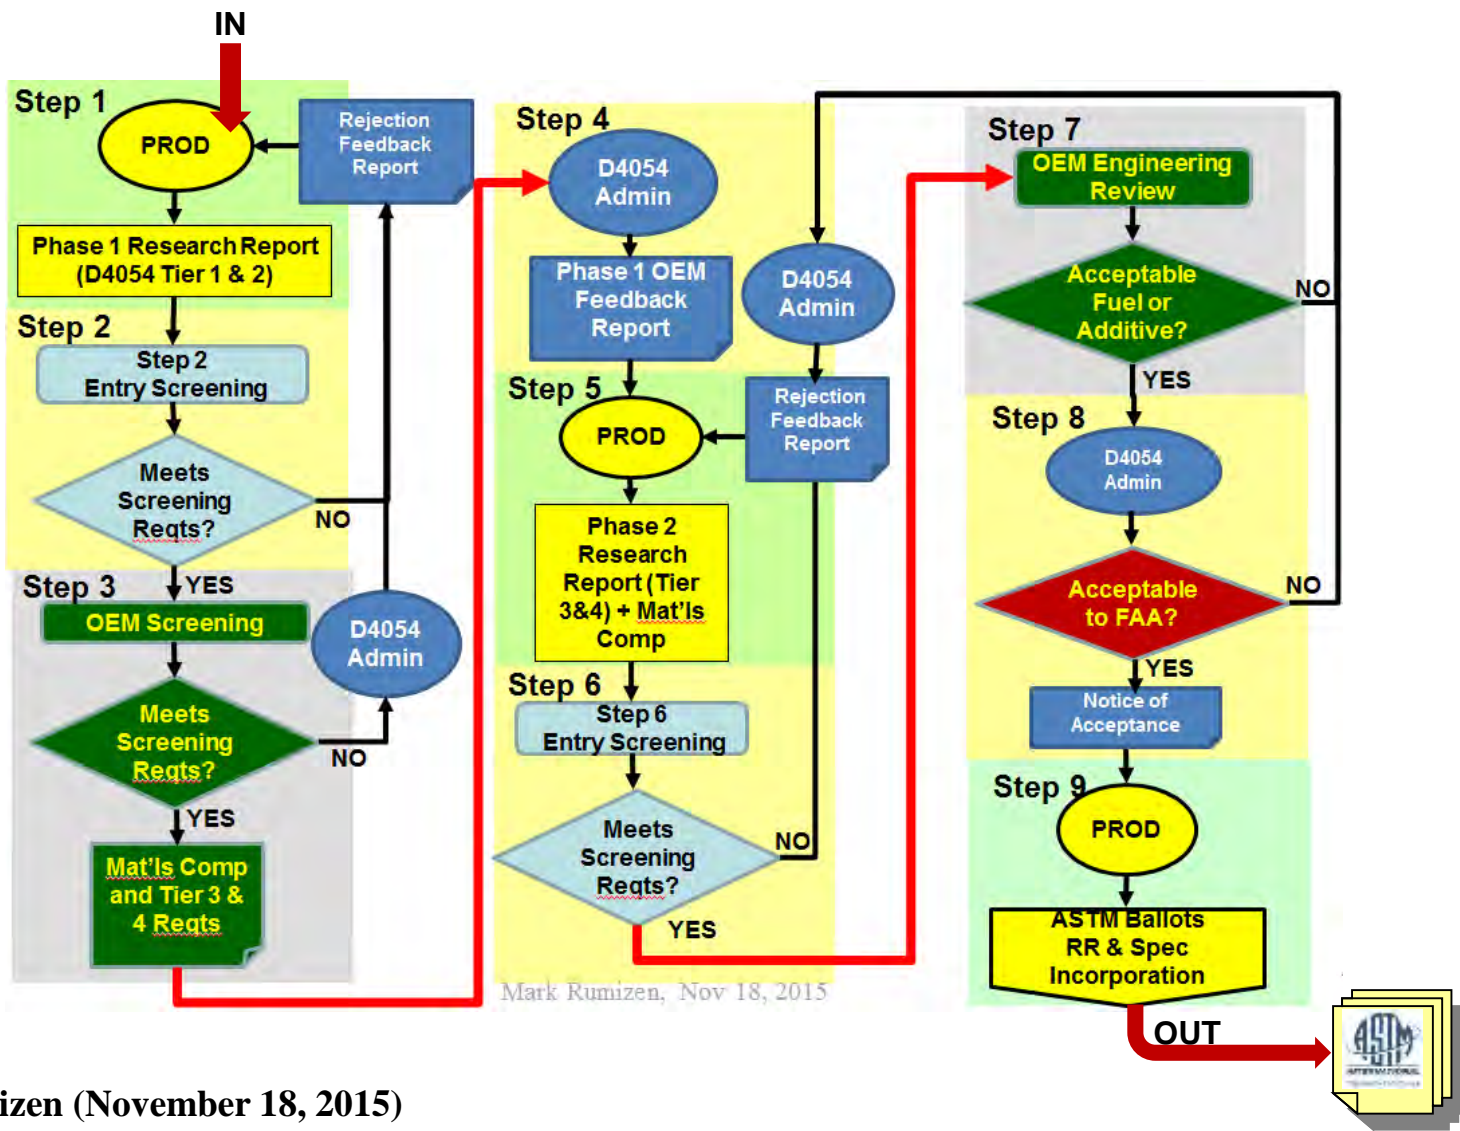 IN
Step 1
PROD
Rejection
Feedback
Report
Phase 1 Research Report
(D4054 Tier 1 & 2)
Step 2
Step 2
Entry Screening
Meets
Screening
Reqts?
NO
YES
Step 3
OEM Screening
D4054
Admin
Meets
Screening
Reqts?
NO
YES
Mat'ls Comp
and Tier 3 &
4 Reqts
Step 4
D4054
Admin
Phase 1 OEM
Feedback
Report
D4054
Admin
Step 5
PROD
Rejection
Feedback
Report
Phase 2
Research
Report (Tier
3&4) + Mat'ls
Comp
Step 6
Step 6
Entry Screening
Meets
Screening
Reqts?
NO
YES
Mark Rumizen, Nov 18, 2015
Step 7
OEM Engineering
Review
Acceptable
Fuel or
Additive?
NO
YES
Step 8
D4054
Admin
Acceptable
to FAA?
NO
YES
Notice of
Acceptance
Step 9
PROD
ASTM Ballots
RR & Spec
Incorporation
OUT
ASTM
INTERNATIONAL
izen (November 18, 2015)